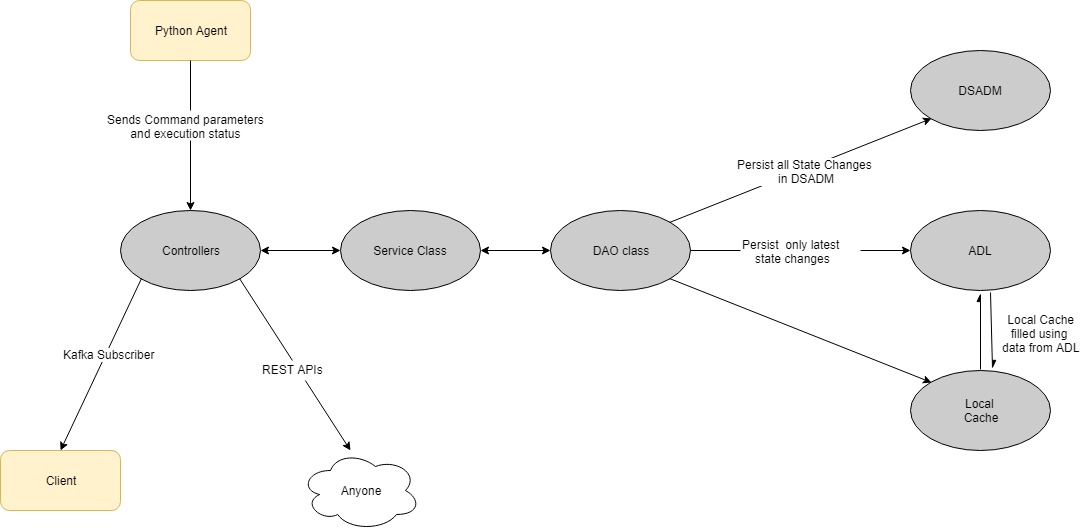 Python Agent
Sends Command parameters
and execution status
DSADM
Persist all State Changes
in DSADM
Controllers
Service Class
DAO class
Persist  only latest
state changes
ADL
Local Cache
filled using
data from ADL
Kafka Subscriber
REST APIs
Local
Cache
Client
Anyone